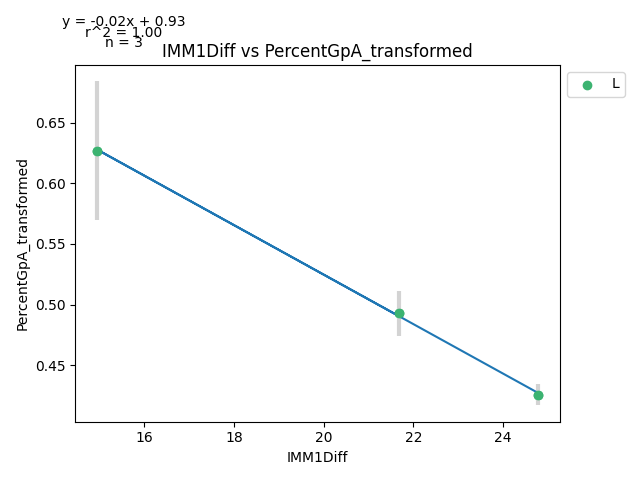 y = -0.02x + 0.93
r^2 = 1.00
n = 3
IMM1Diff vs PercentGpA_transformed
L
PercentGpA_transformed
0.65
0.60
0.55
0.50
0.45
16 18 20 22 24
IMM1Diff